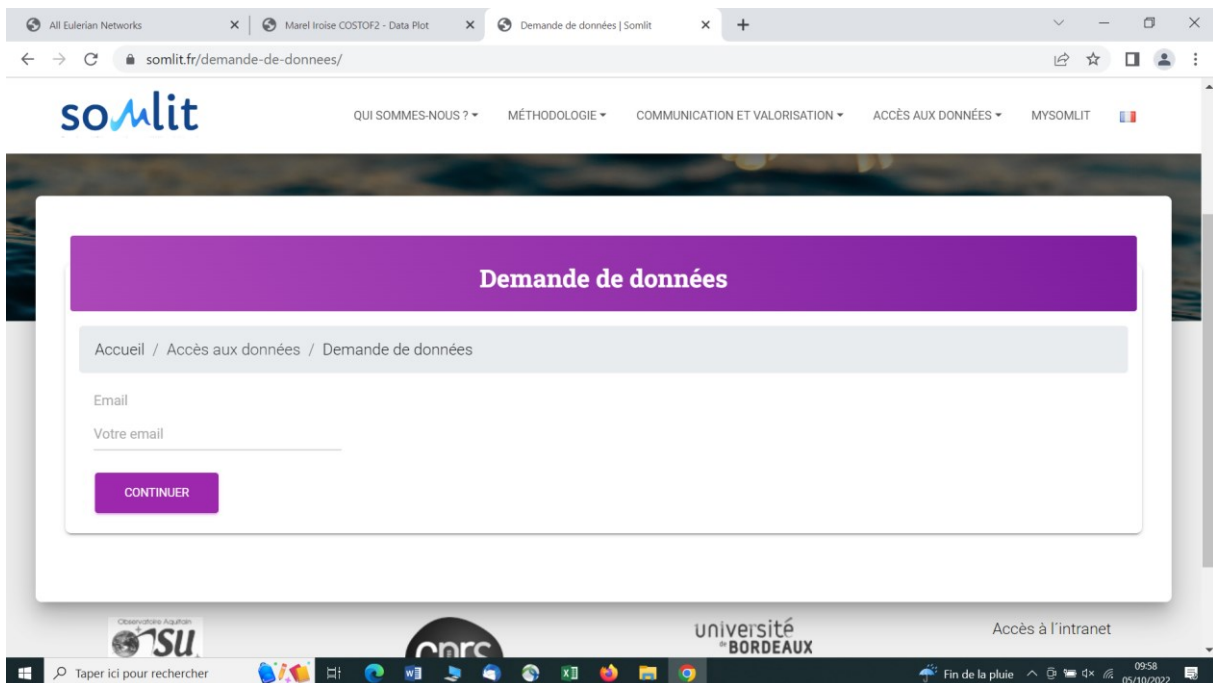 All Eulerian Networks
Marel Iroise COSTOF2 - Data Plot
Demande de données | Somlit
somlit.fr/demande-de-donnees/
somlit
QUI SOMMES-NOUS ?
MÉTHODOLOGIE
COMMUNICATION ET VALORISATION
ACCÈS AUX DONNÉES
MYSOMLIT
Demande de données
Accueil / Accès aux données / Demande de données
Email
Votre email
CONTINUER
Observatoire Aquitain
OSU
cnrs
université
de BORDEAUX
Accès à l´intranet
Taper ici pour rechercher
Fin de la pluie
09:58
05/10/2022